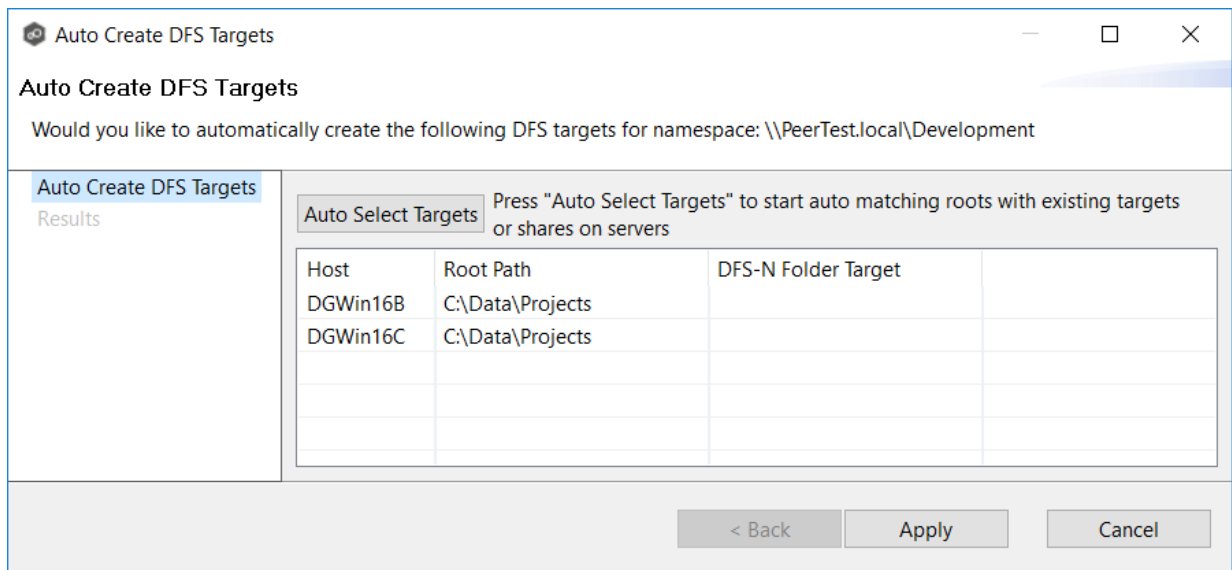 Auto Create DFS Targets
Auto Create DFS Targets
Would you like to automatically create the following DFS targets for namespace: \\PeerTest.local\Development
Auto Create DFS Targets
Results
Auto Select Targets
Press "Auto Select Targets" to start auto matching roots with existing targets
or shares on servers
Host Root Path DFS-N Folder Target
DGWin16B C:\Data\Projects
DGWin16C C:\Data\Projects
< Back Apply Cancel